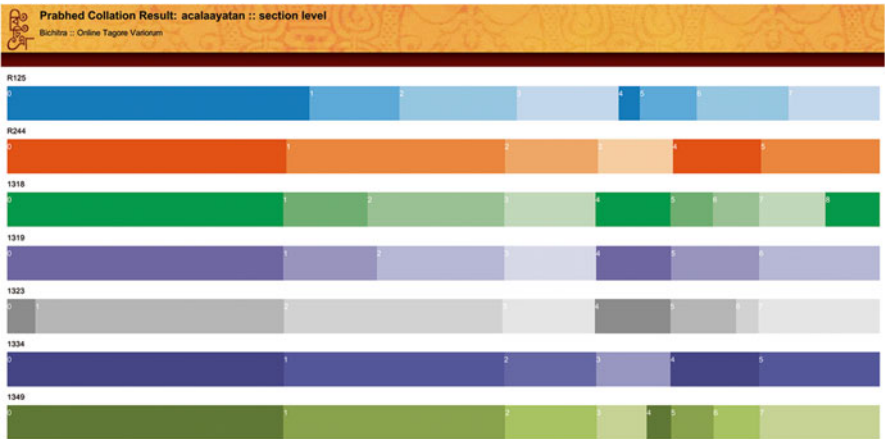 Prabhed Collation Result: acalaayatan :: section level
Bichitra :: Online Tagore Variorum
R125
0 1 2 3 4 5 6 7
R244
0 1 2 3 4 5
1318
0 1 2 3 4 5 6 7 8
1319
0 1 2 3 4 5 6
1323
0 1 2 3 4 5 6 7
1334
0 1 2 3 4 5
1349
0 1 2 3 4 5 6 7